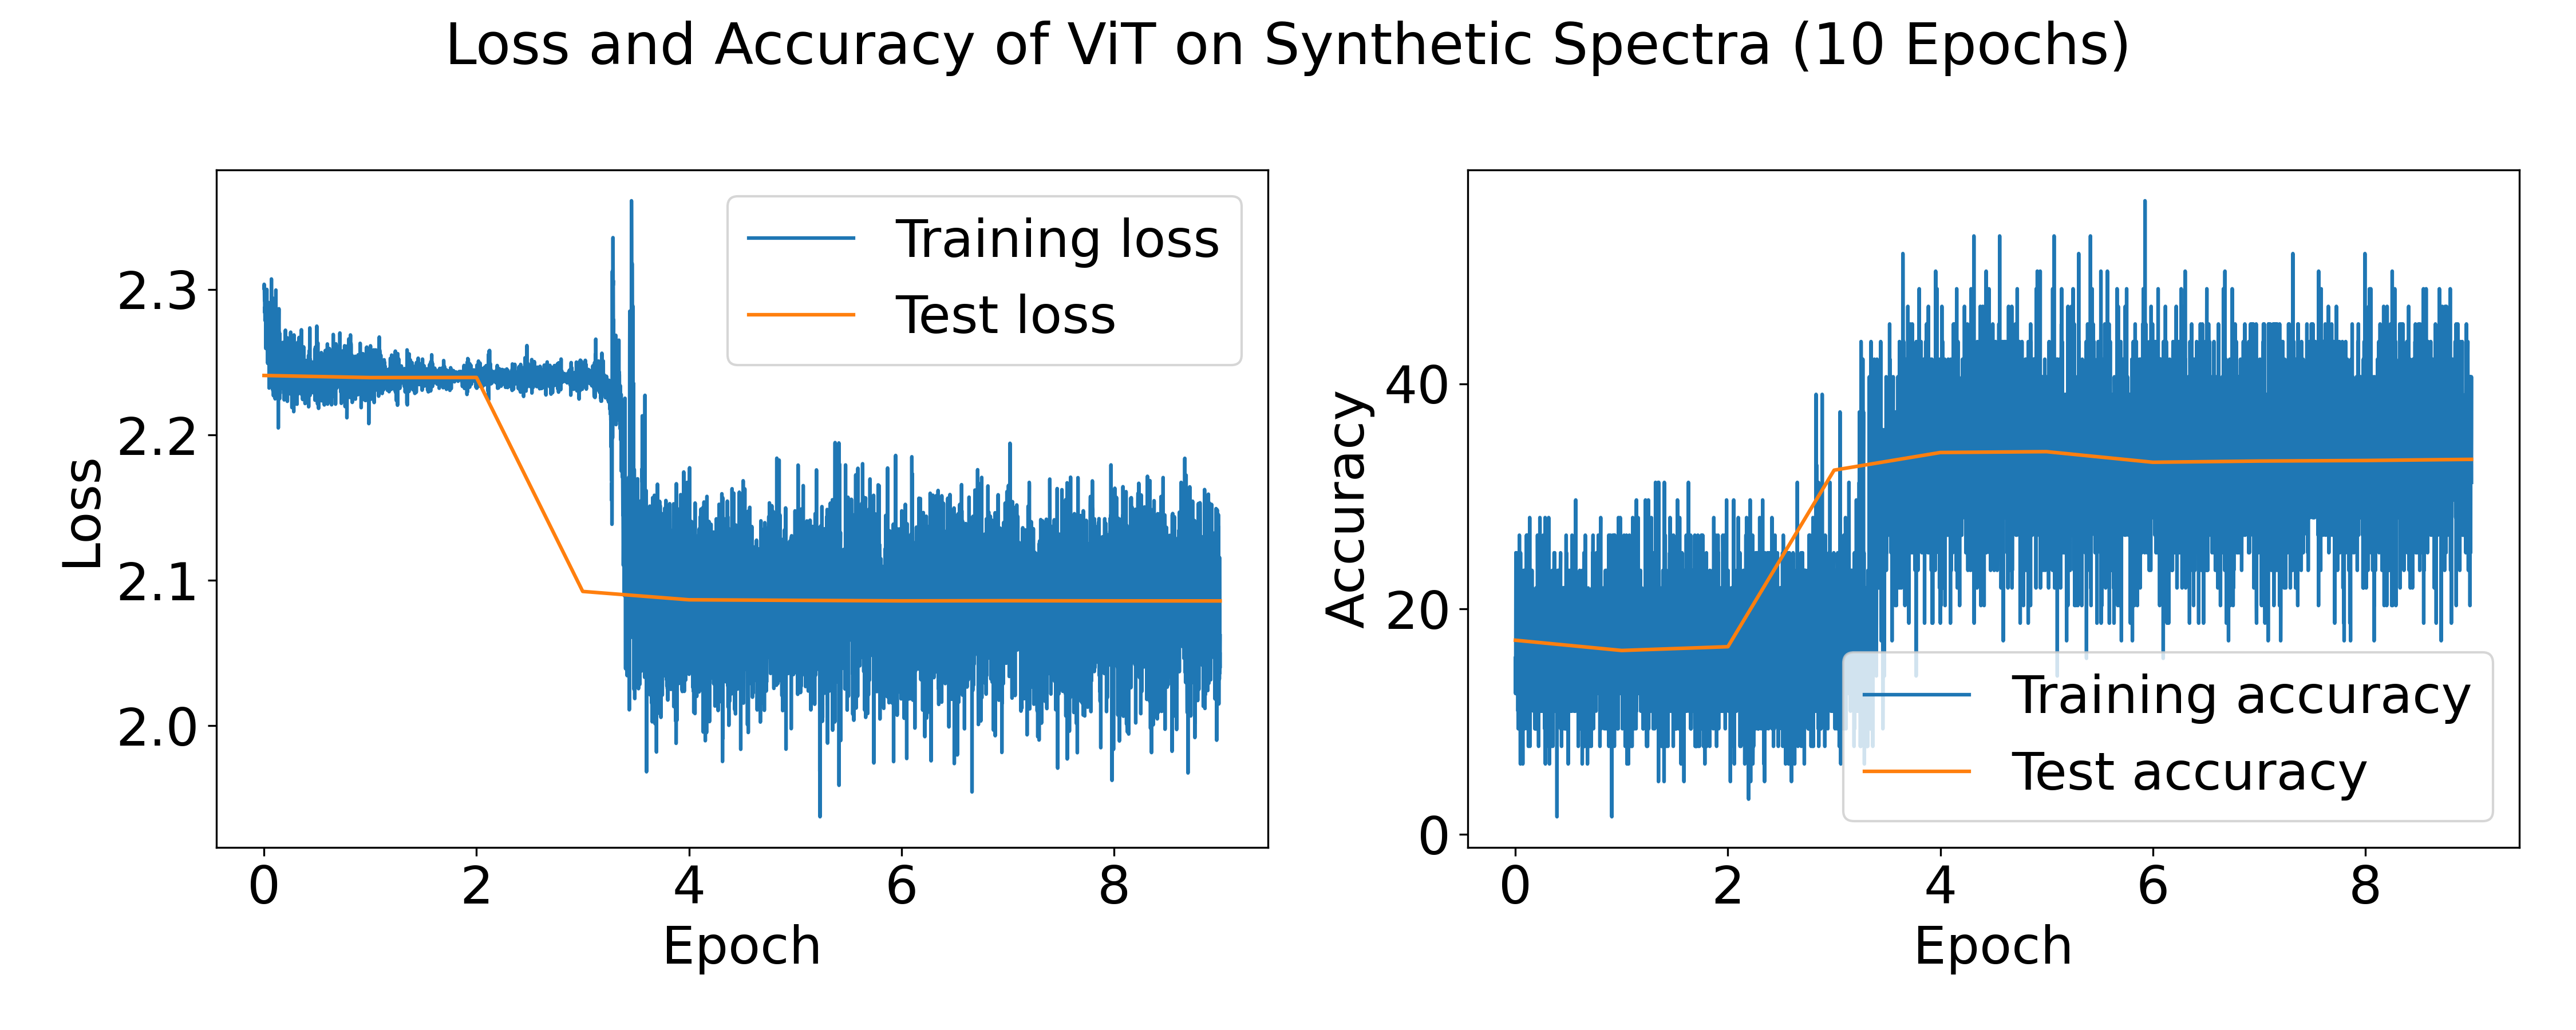 Loss and Accuracy of ViT on Synthetic Spectra (10 Epochs)
Training loss
Test loss
2.3
2.2
2.1
2.0
Loss
0 2 4 6 8
Epoch
Training accuracy
Test accuracy
40
20
0
Accuracy
0 2 4 6 8
Epoch